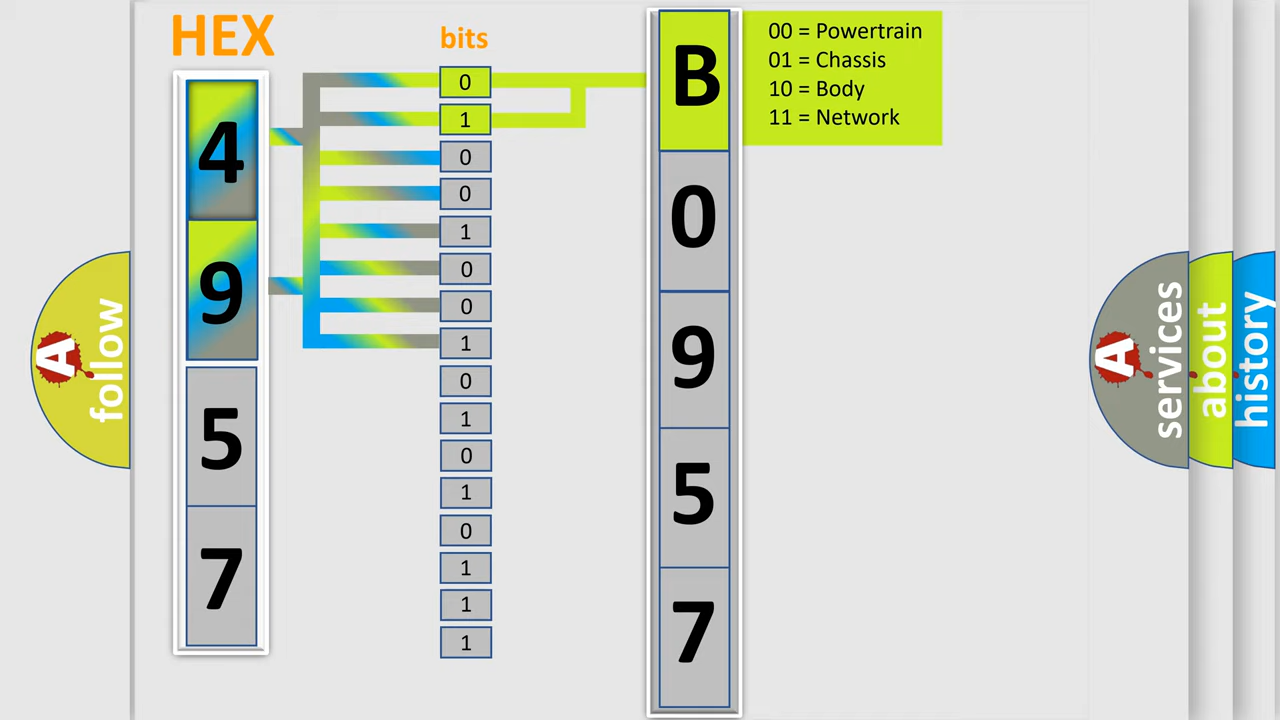 HEX
bits
4
9
5
7
0
1
0
0
1
0
0
1
0
1
0
1
0
1
1
1
B
0
9
5
7
00 = Powertrain
01 = Chassis
10 = Body
11 = Network
A
follow
A
services
about
history